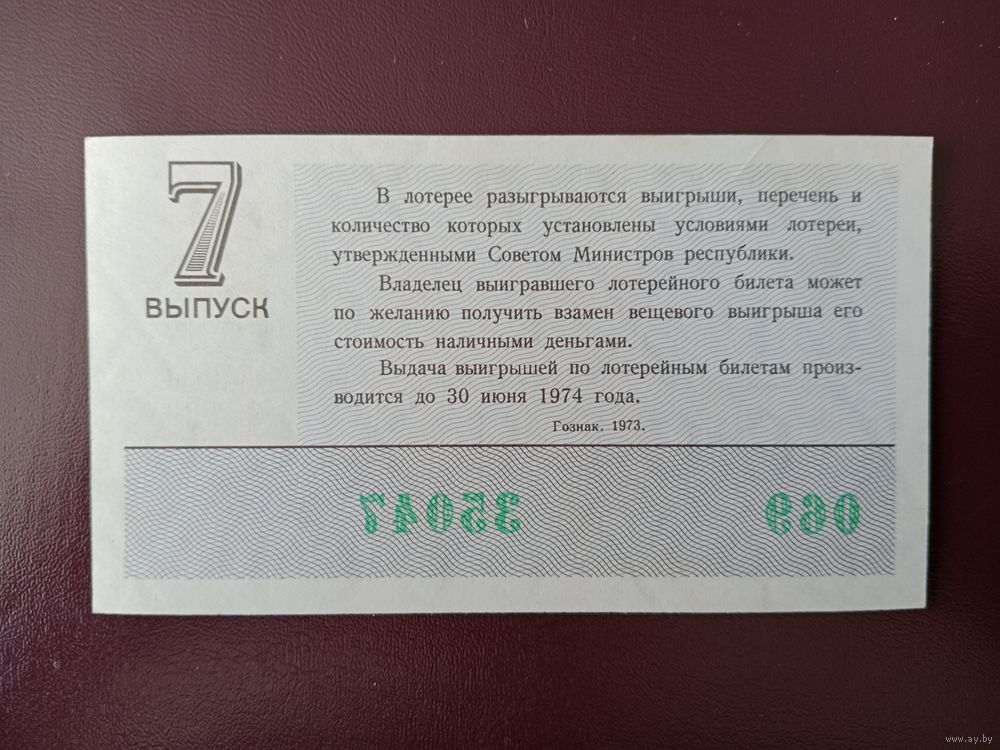 7
ВЫПУСК
В лотерее разыгрываются выигрыши, перечень и
количество которых установлены условиями лотереи,
утвержденными Советом Министров республики.
Владелец выигравшего лотерейного билета может
по желанию получить взамен вещевого выигрыша его
стоимость наличными деньгами.
Выдача выигрышей по лотерейным билетам произ-
водится до 30 июня 1974 года.
Гознак. 1973.
35047 069
www.ay.by